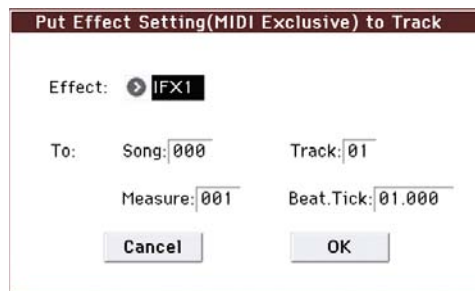 Put Effect Setting(MIDI Exclusive) to Track
Effect: IFX1
To: Song: 000 Track: 01
Measure: 001 Beat.Tick: 01.000
Cancel OK